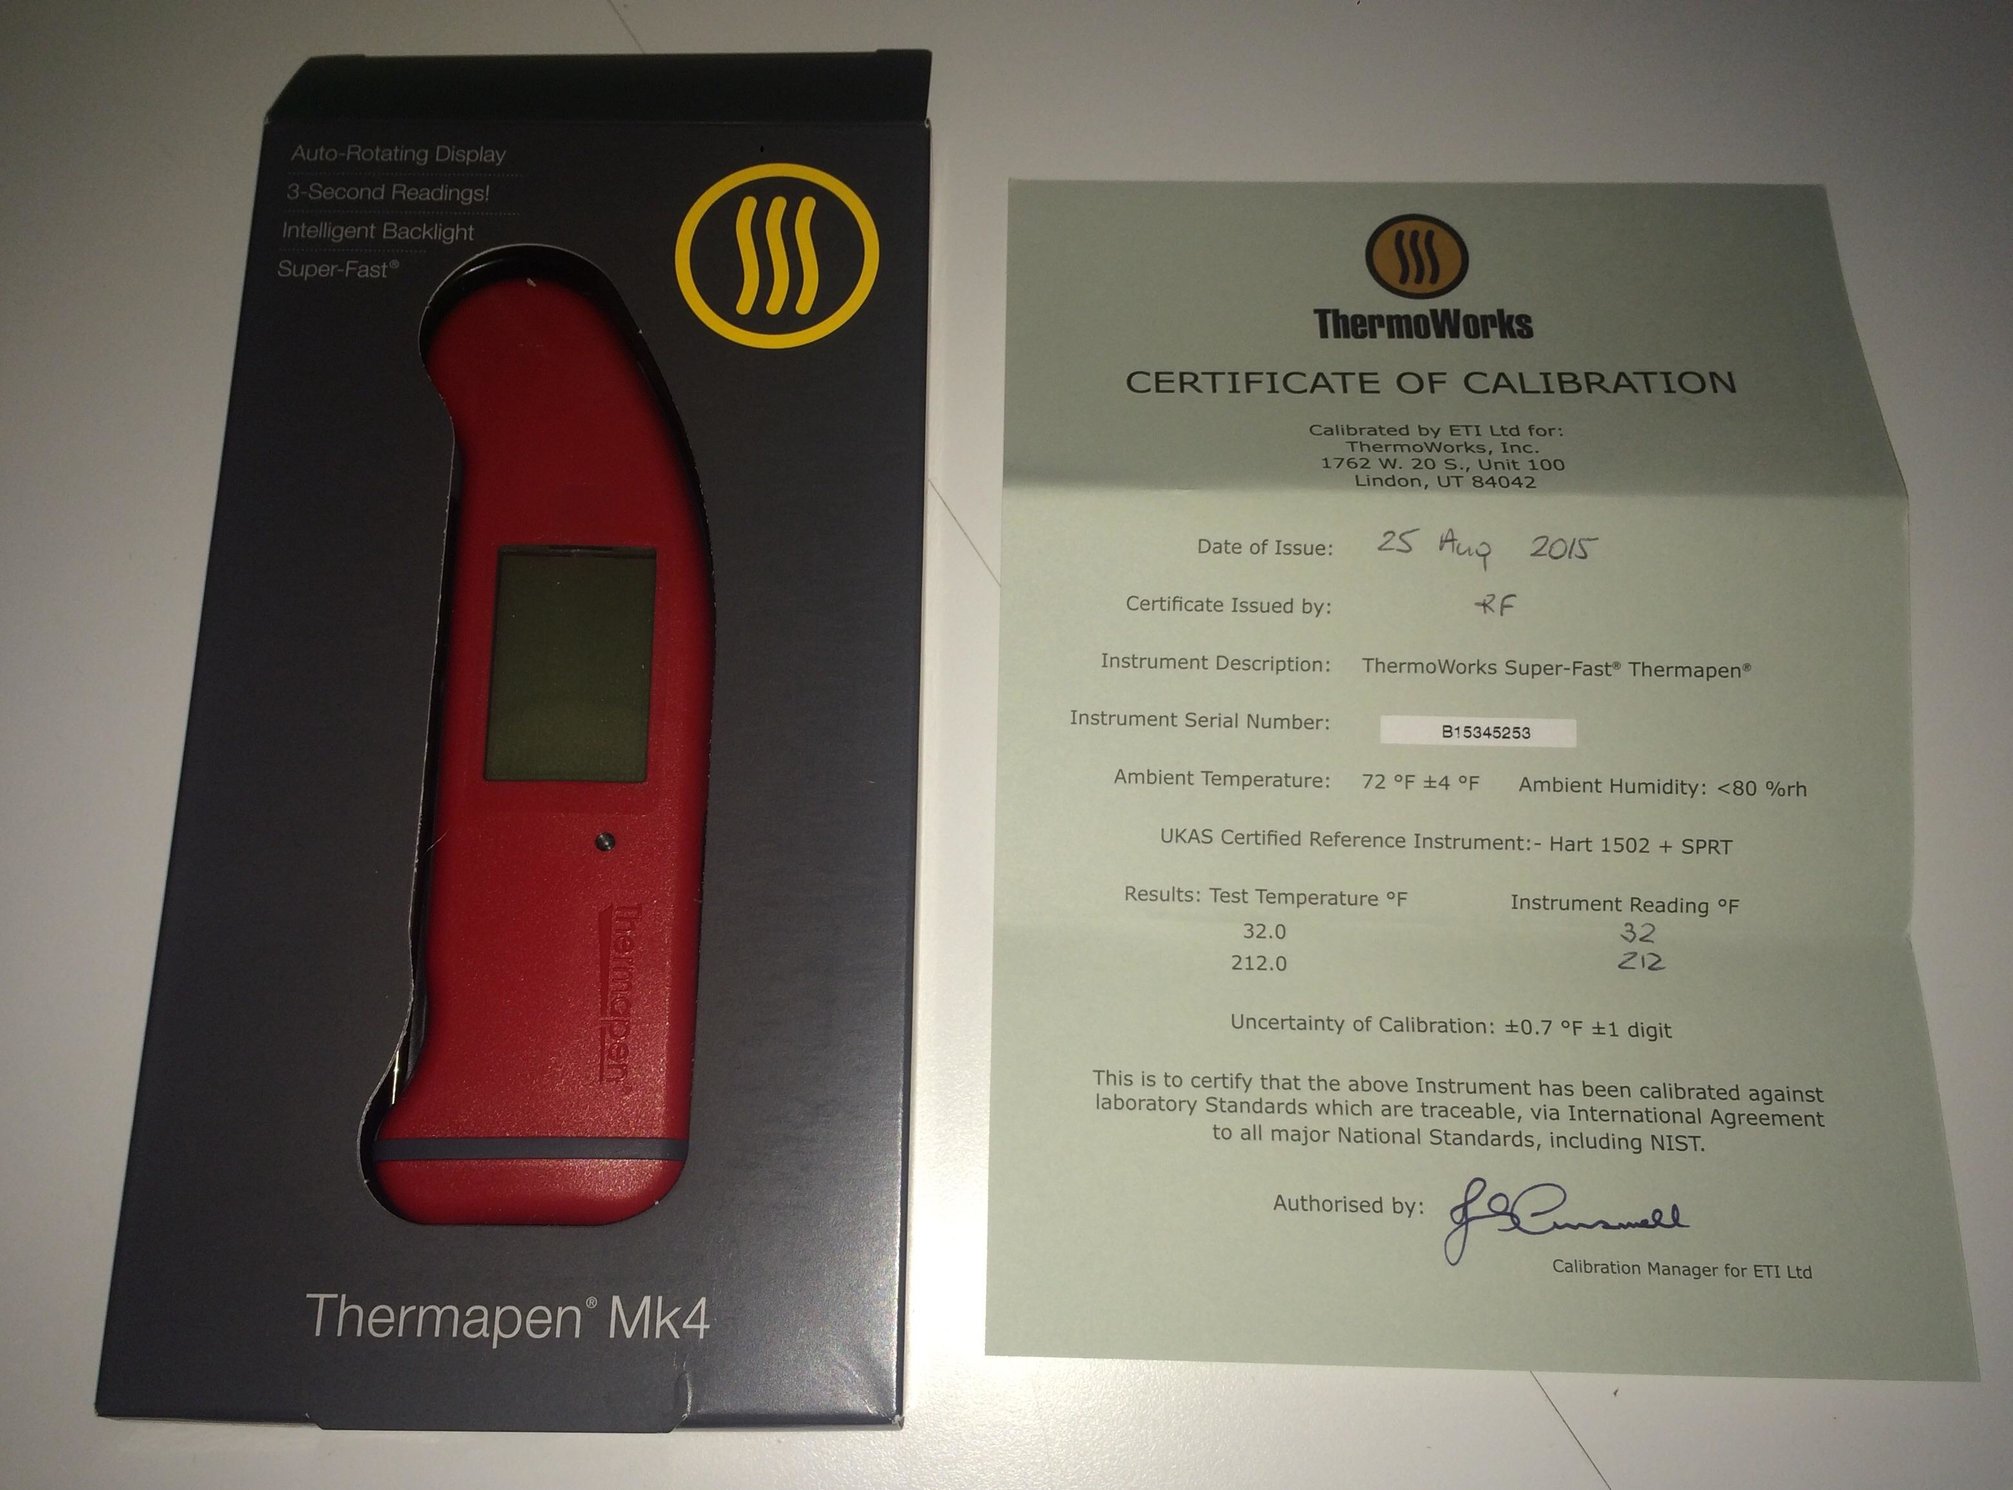 Auto-Rotating Display
3-Second Readings!
Intelligent Backlight
Super-Fast®
Thermapen
Thermapen® Mk4
ThermoWorks
CERTIFICATE OF CALIBRATION
Calibrated by ETI Ltd for:
ThermoWorks, Inc.
1762 W. 20 S., Unit 100
Lindon, UT 84042
Date of Issue: 25 Aug 2015
Certificate Issued by: RF
Instrument Description: ThermoWorks Super-Fast® Thermapen®
Instrument Serial Number: B15345253
Ambient Temperature: 72 °F ±4 °F Ambient Humidity: <80 %rh
UKAS Certified Reference Instrument:- Hart 1502 + SPRT
Results: Test Temperature °F Instrument Reading °F
32.0 32
212.0 212
Uncertainty of Calibration: ±0.7 °F ±1 digit
This is to certify that the above Instrument has been calibrated against
laboratory Standards which are traceable, via International Agreement
to all major National Standards, including NIST.
Authorised by:
Calibration Manager for ETI Ltd